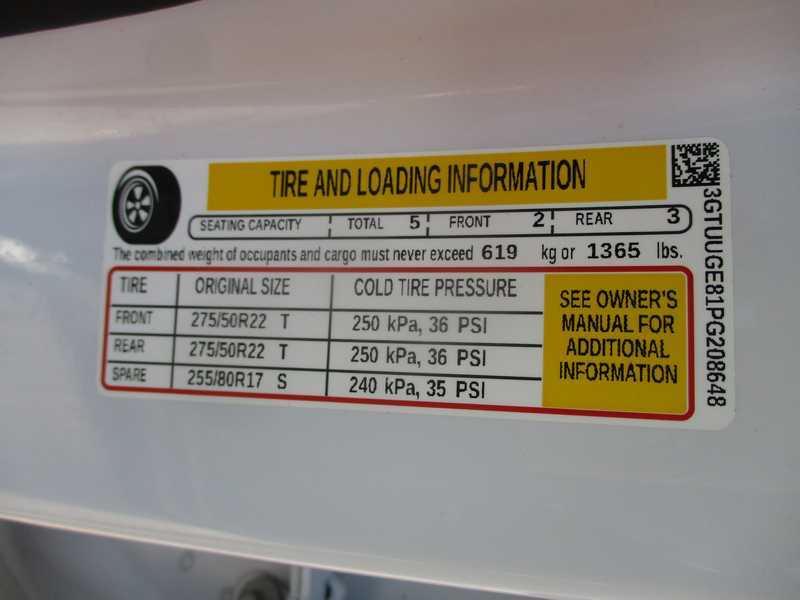 TIRE AND LOADING INFORMATION
SEATING CAPACITY TOTAL 5 FRONT 2 REAR 3
The combined weight of occupants and cargo must never exceed 619 kg or 1365 lbs.
TIRE ORIGINAL SIZE COLD TIRE PRESSURE
FRONT 275/50R22 T 250 kPa, 36 PSI
REAR 275/50R22 T 250 kPa, 36 PSI
SPARE 255/80R17 S 240 kPa, 35 PSI
SEE OWNER'S
MANUAL FOR
ADDITIONAL
INFORMATION
3GTUUGE81PG208648